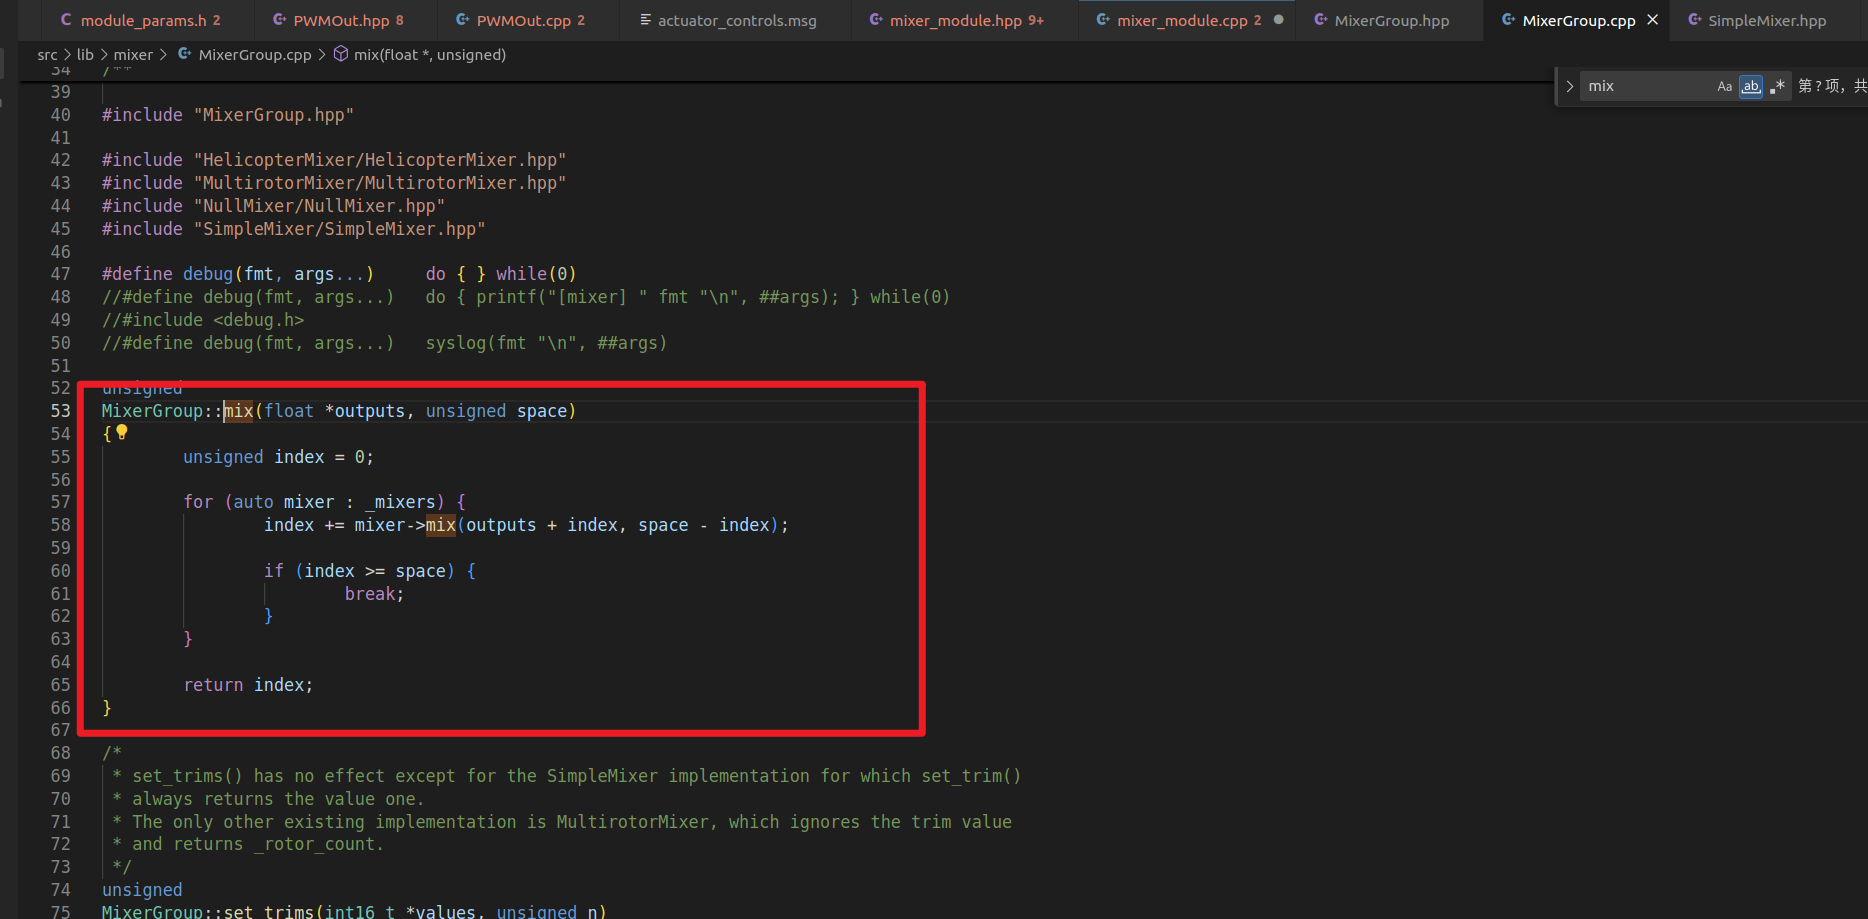 module_params.h 2 PWMOut.hpp 8 PWMOut.cpp 2 actuator_controls.msg mixer_module.hpp 9+ mixer_module.cpp 2 MixerGroup.hpp MixerGroup.cpp SimpleMixer.hpp
src > lib > mixer > MixerGroup.cpp > mix(float *, unsigned)
mix Aa ab .* 第 ? 项，共
34 /**
39
40 #include "MixerGroup.hpp"
41
42 #include "HelicopterMixer/HelicopterMixer.hpp"
43 #include "MultirotorMixer/MultirotorMixer.hpp"
44 #include "NullMixer/NullMixer.hpp"
45 #include "SimpleMixer/SimpleMixer.hpp"
46
47 #define debug(fmt, args...) do { } while(0)
48 //#define debug(fmt, args...) do { printf("[mixer] " fmt "\n", ##args); } while(0)
49 //#include <debug.h>
50 //#define debug(fmt, args...) syslog(fmt "\n", ##args)
51
52 unsigned
53 MixerGroup::mix(float *outputs, unsigned space)
54 {
55 unsigned index = 0;
56
57 for (auto mixer : _mixers) {
58 index += mixer->mix(outputs + index, space - index);
59
60 if (index >= space) {
61 break;
62 }
63 }
64
65 return index;
66 }
67
68 /*
69 * set_trims() has no effect except for the SimpleMixer implementation for which set_trim()
70 * always returns the value one.
71 * The only other existing implementation is MultirotorMixer, which ignores the trim value
72 * and returns _rotor_count.
73 */
74 unsigned
75 MixerGroup::set_trims(int16_t *values, unsigned n)